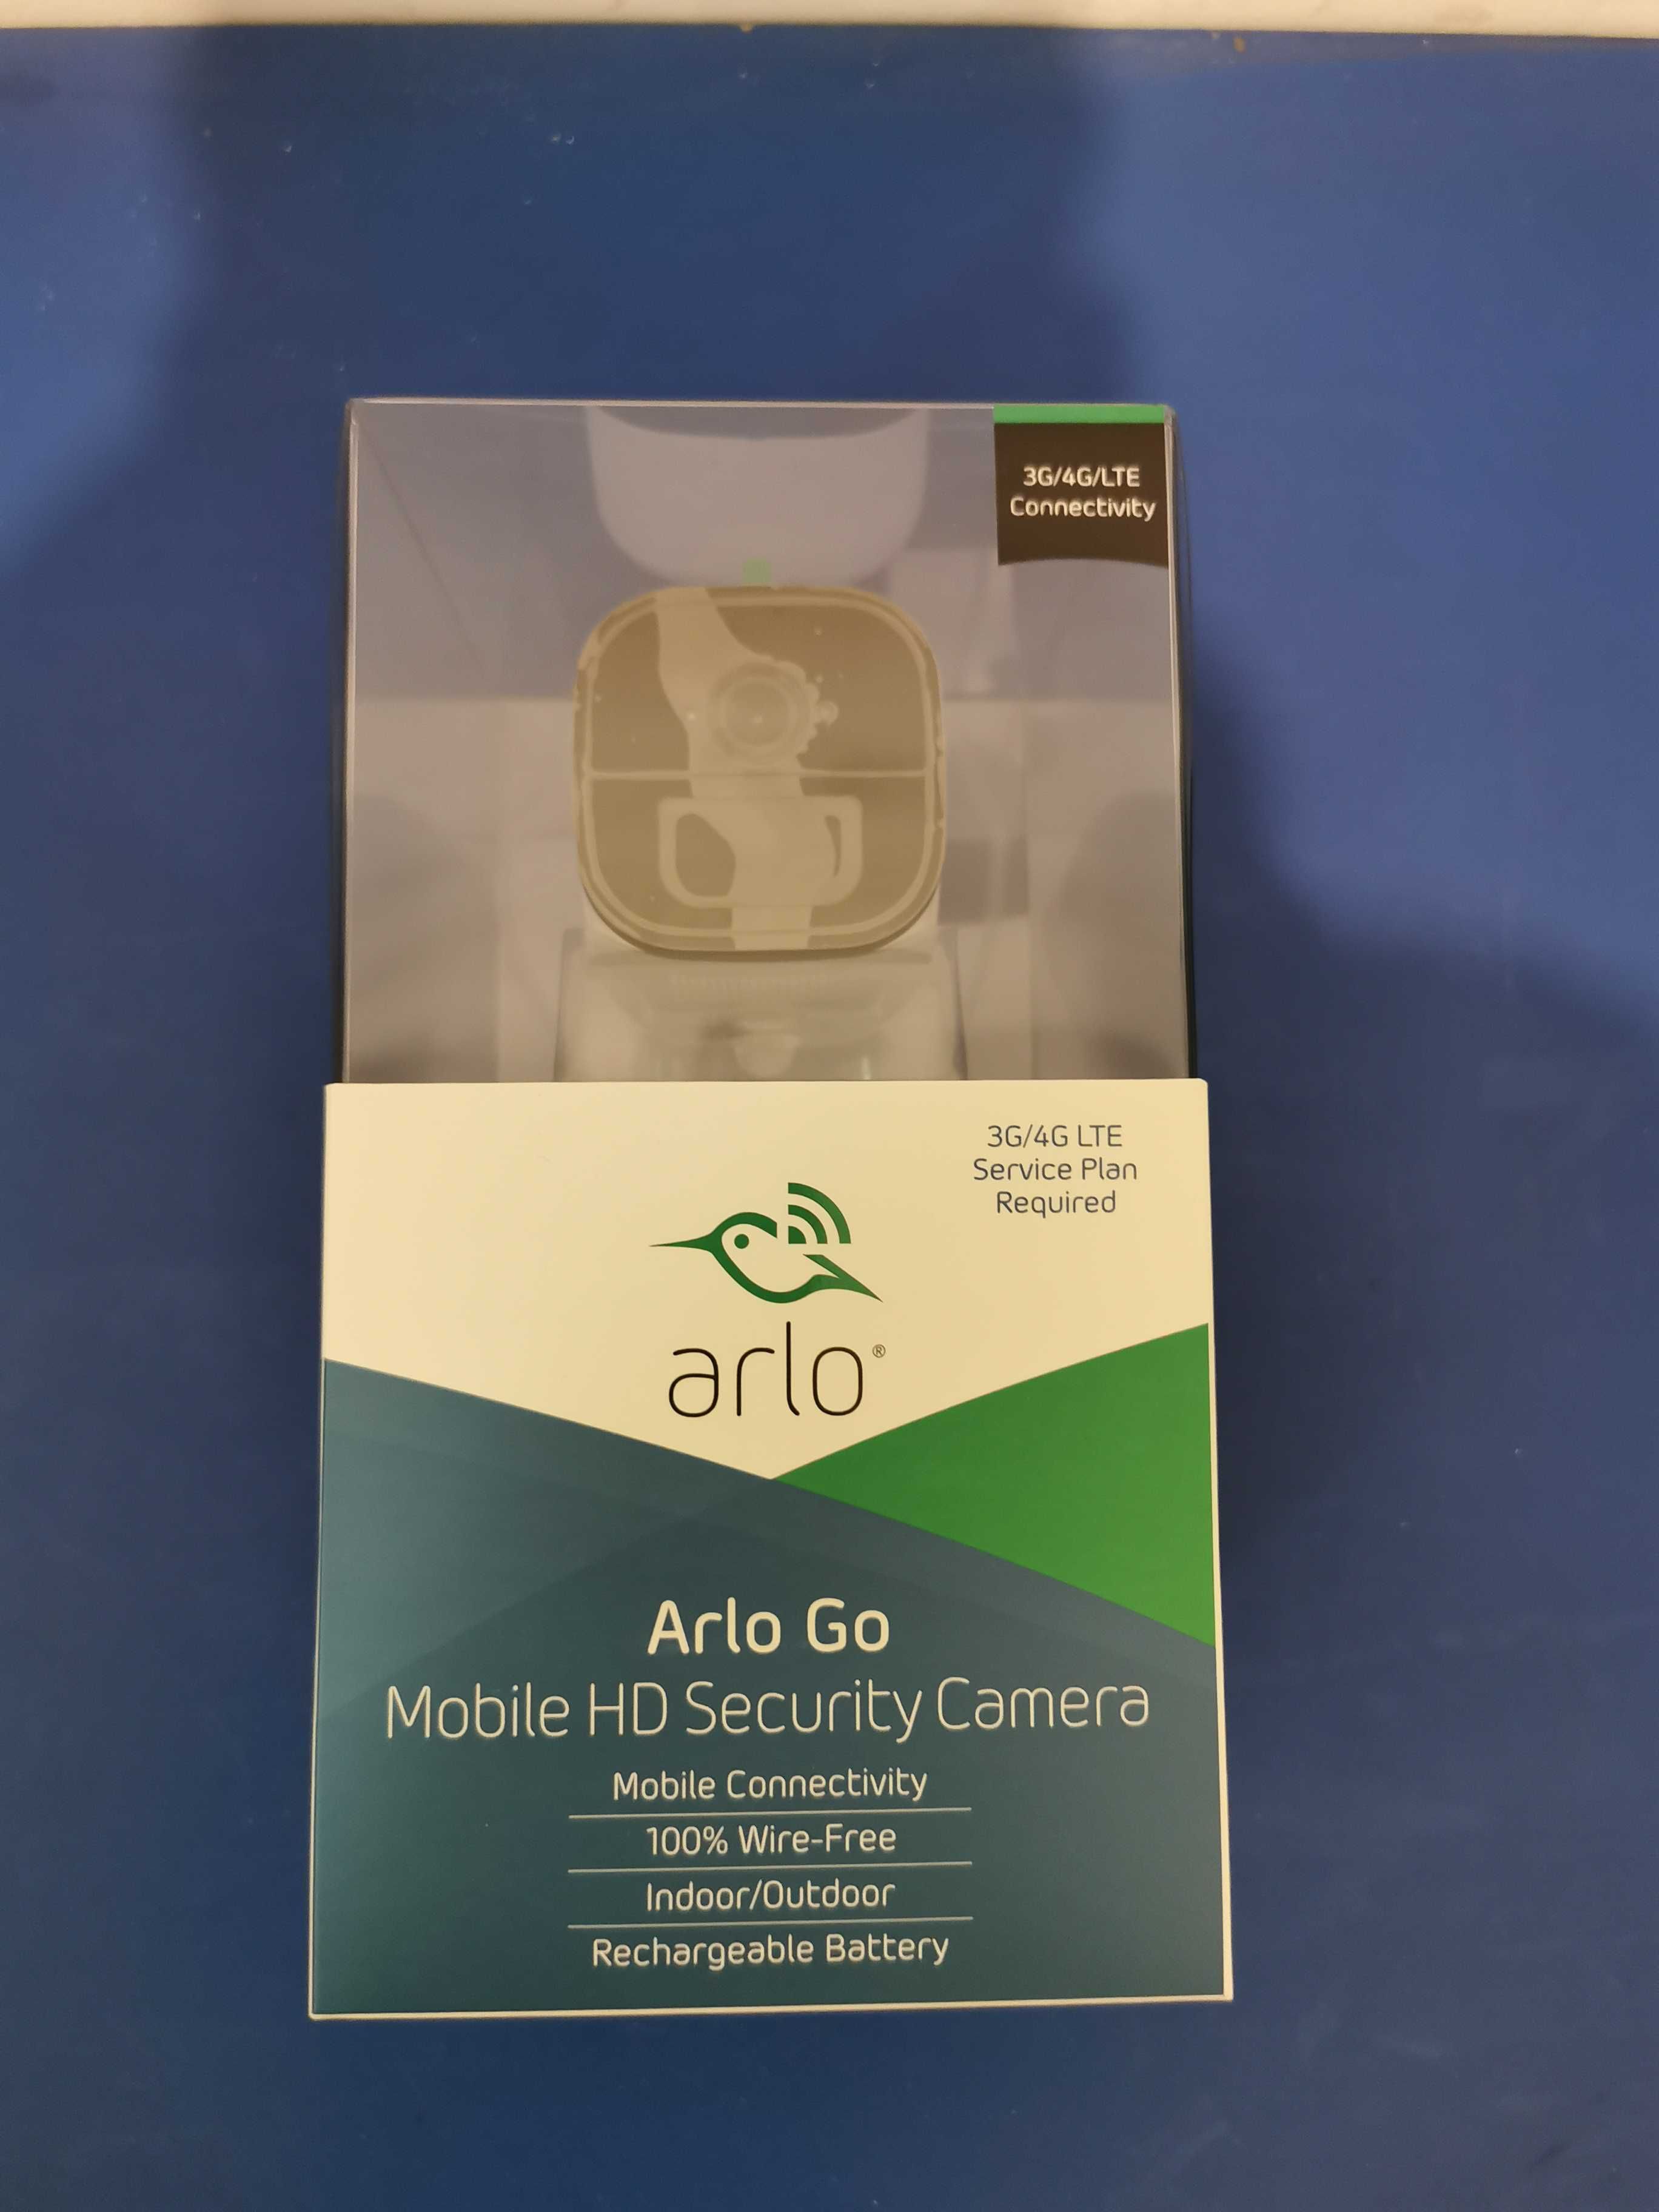 3G/4G/LTE
Connectivity
3G/4G LTE
Service Plan
Required
arlo®
Arlo Go
Mobile HD Security Camera
Mobile Connectivity
100% Wire-Free
Indoor/Outdoor
Rechargeable Battery